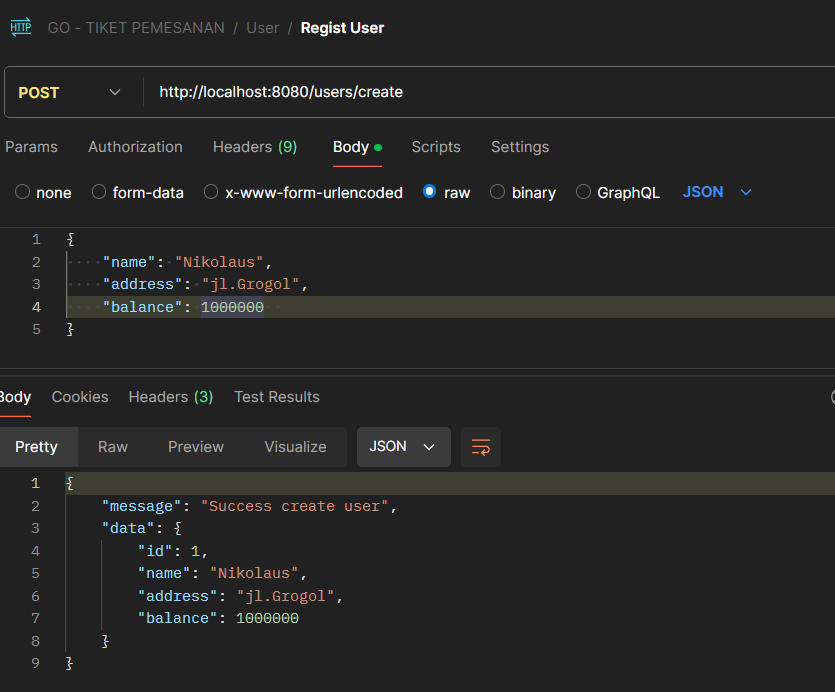 HTTP GO - TIKET PEMESANAN / User / Regist User
POST http://localhost:8080/users/create
Params Authorization Headers (9) Body Scripts Settings
none form-data x-www-form-urlencoded raw binary GraphQL JSON
1 {
2 ····"name":·"Nikolaus",
3 ····"address":·"jl.Grogol",
4 ····"balance":·1000000··
5 }
Body Cookies Headers (3) Test Results
Pretty Raw Preview Visualize JSON
1 {
2 "message": "Success create user",
3 "data": {
4 "id": 1,
5 "name": "Nikolaus",
6 "address": "jl.Grogol",
7 "balance": 1000000
8 }
9 }